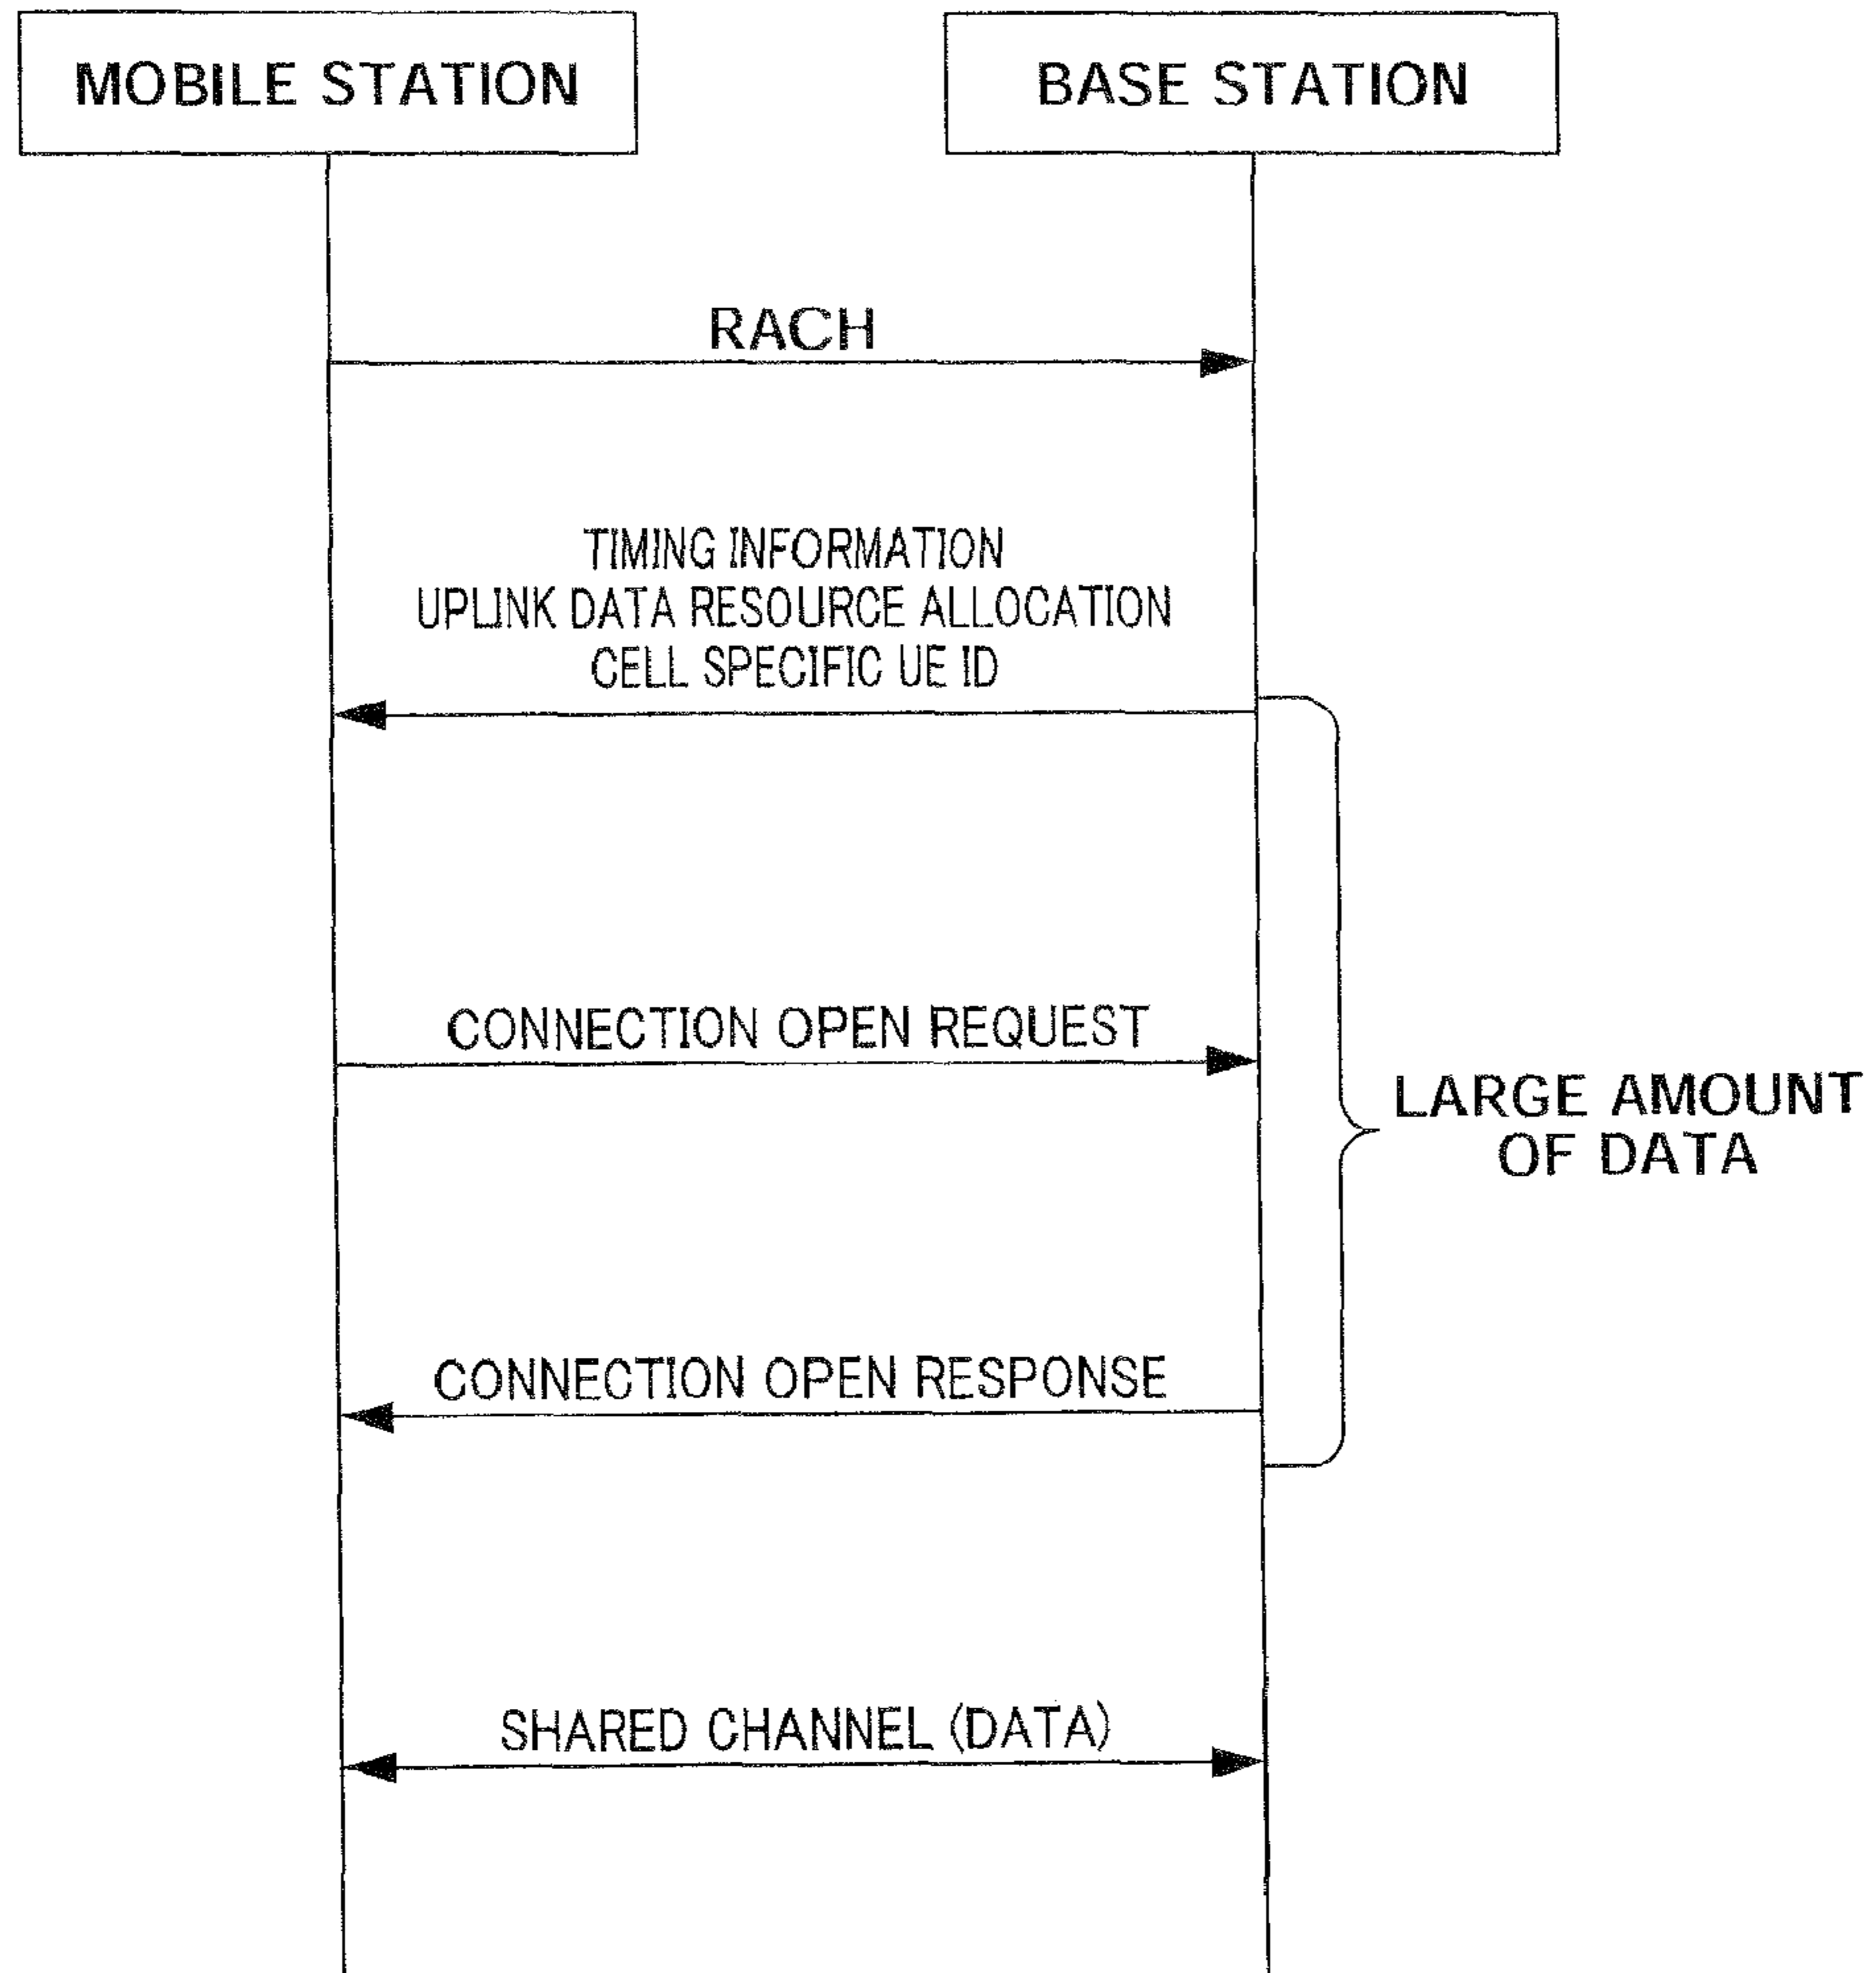 MOBILE STATION
BASE STATION
RACH
TIMING INFORMATION
UPLINK DATA RESOURCE ALLOCATION
CELL SPECIFIC UE ID
CONNECTION OPEN REQUEST
LARGE AMOUNT
OF DATA
CONNECTION OPEN RESPONSE
SHARED CHANNEL (DATA)